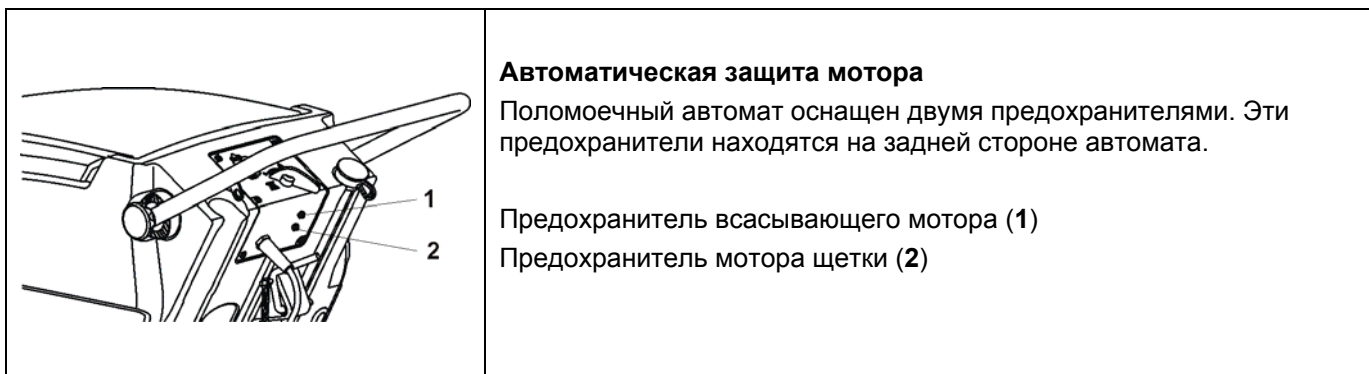 Автоматическая защита мотора
Поломоечный автомат оснащен двумя предохранителями. Эти
предохранители находятся на задней стороне автомата.
1
2
Предохранитель всасывающего мотора (1)
Предохранитель мотора щетки (2)